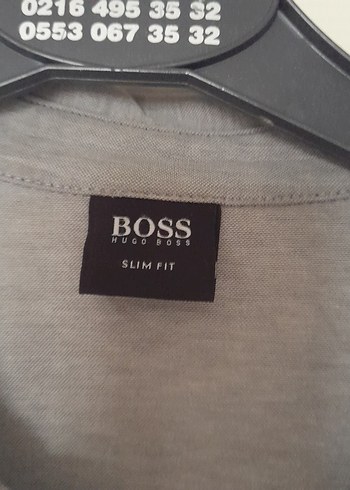 0216 495 35 32
0553 067 35 32
BOSS
HUGO BOSS
SLIM FIT